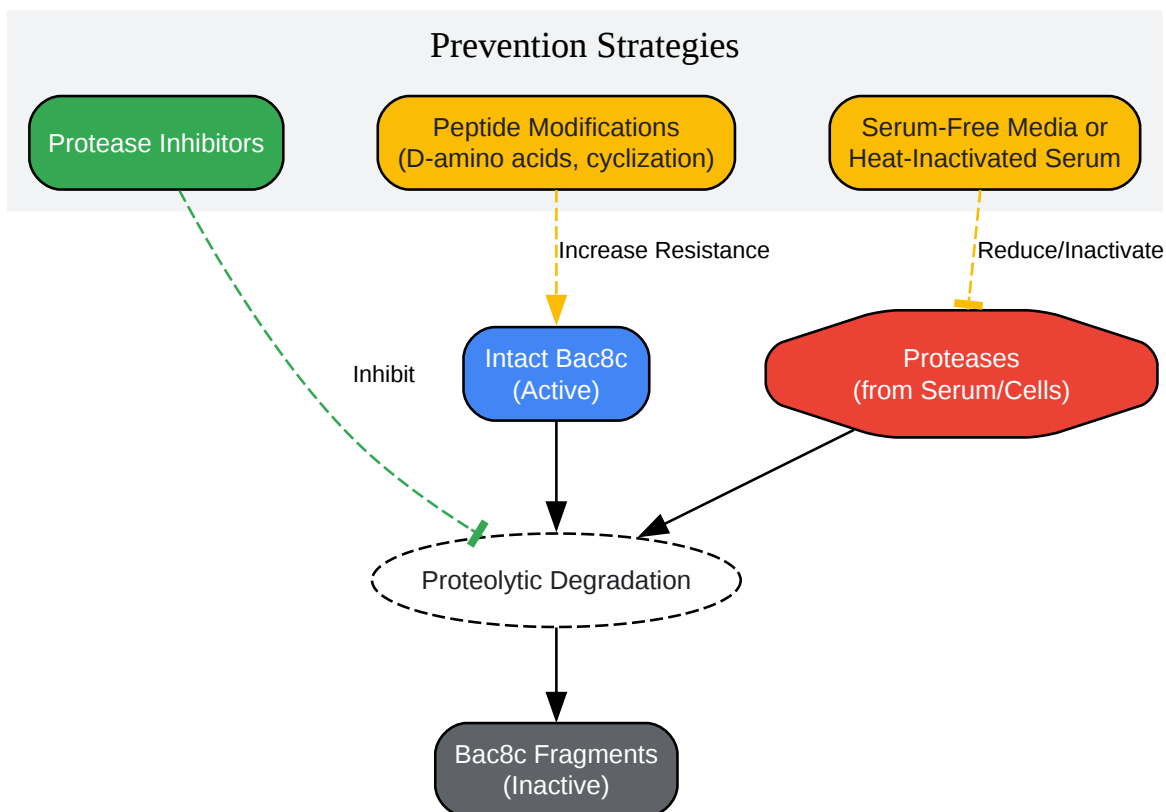 Prevention Strategies
Protease Inhibitors
Peptide Modifications
(D-amino acids, cyclization)
Serum-Free Media or
Heat-Inactivated Serum
Increase Resistance
Reduce/Inactivate
Inhibit
Intact Bac8c
(Active)
Proteases
(from Serum/Cells)
Proteolytic Degradation
Bac8c Fragments
(Inactive)